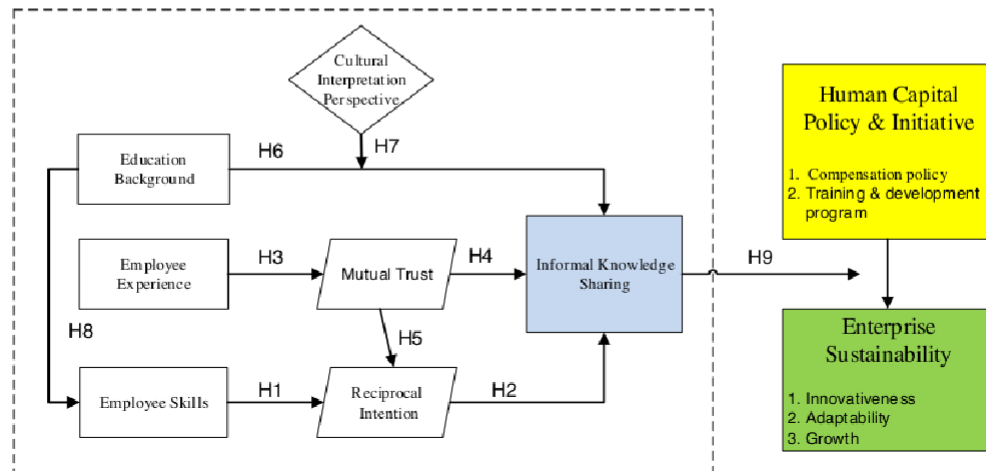 Cultural
Interpretation
Perspective
H7
Education
Background
H6
Human Capital
Policy & Initiative
1. Compensation policy
2. Training & development
program
Employee
Experience
H3
Mutual Trust
H4
Informal Knowledge
Sharing
H9
H8
H5
Employee Skills
H1
Reciprocal
Intention
H2
Enterprise
Sustainability
1. Innovativeness
2. Adaptability
3. Growth